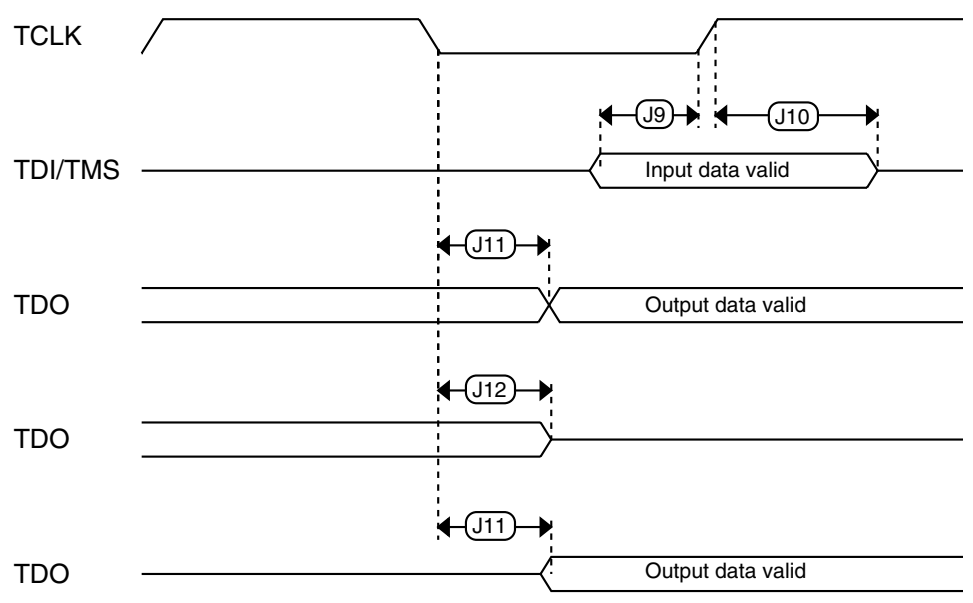 TCLK
J9
J10
TDI/TMS
Input data valid
J11
TDO
Output data valid
J12
TDO
J11
TDO
Output data valid